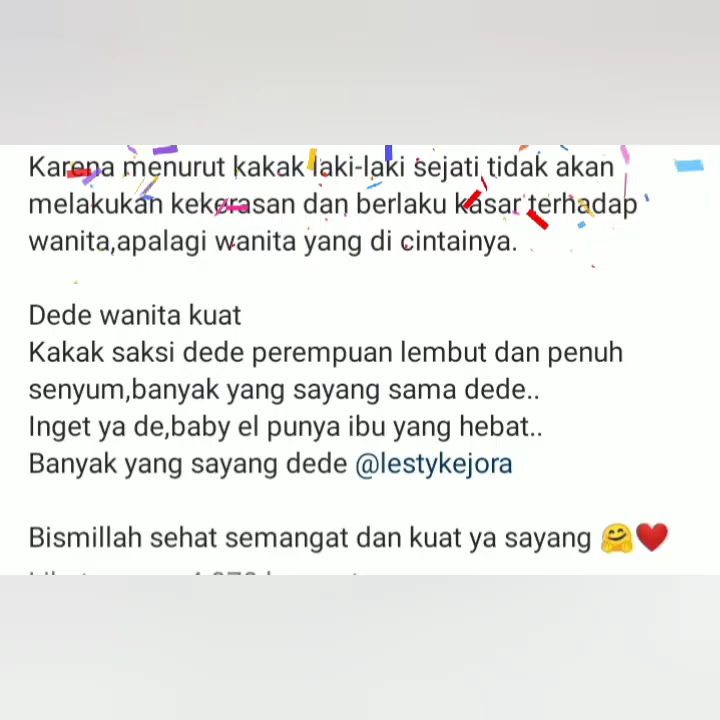 Karena menurut kakak laki-laki sejati tidak akan
melakukan kekerasan dan berlaku kasar terhadap
wanita,apalagi wanita yang di cintainya.
Dede wanita kuat
Kakak saksi dede perempuan lembut dan penuh
senyum,banyak yang sayang sama dede..
Inget ya de,baby el punya ibu yang hebat..
Banyak yang sayang dede @lestykejora
Bismillah sehat semangat dan kuat ya sayang 🤗❤️